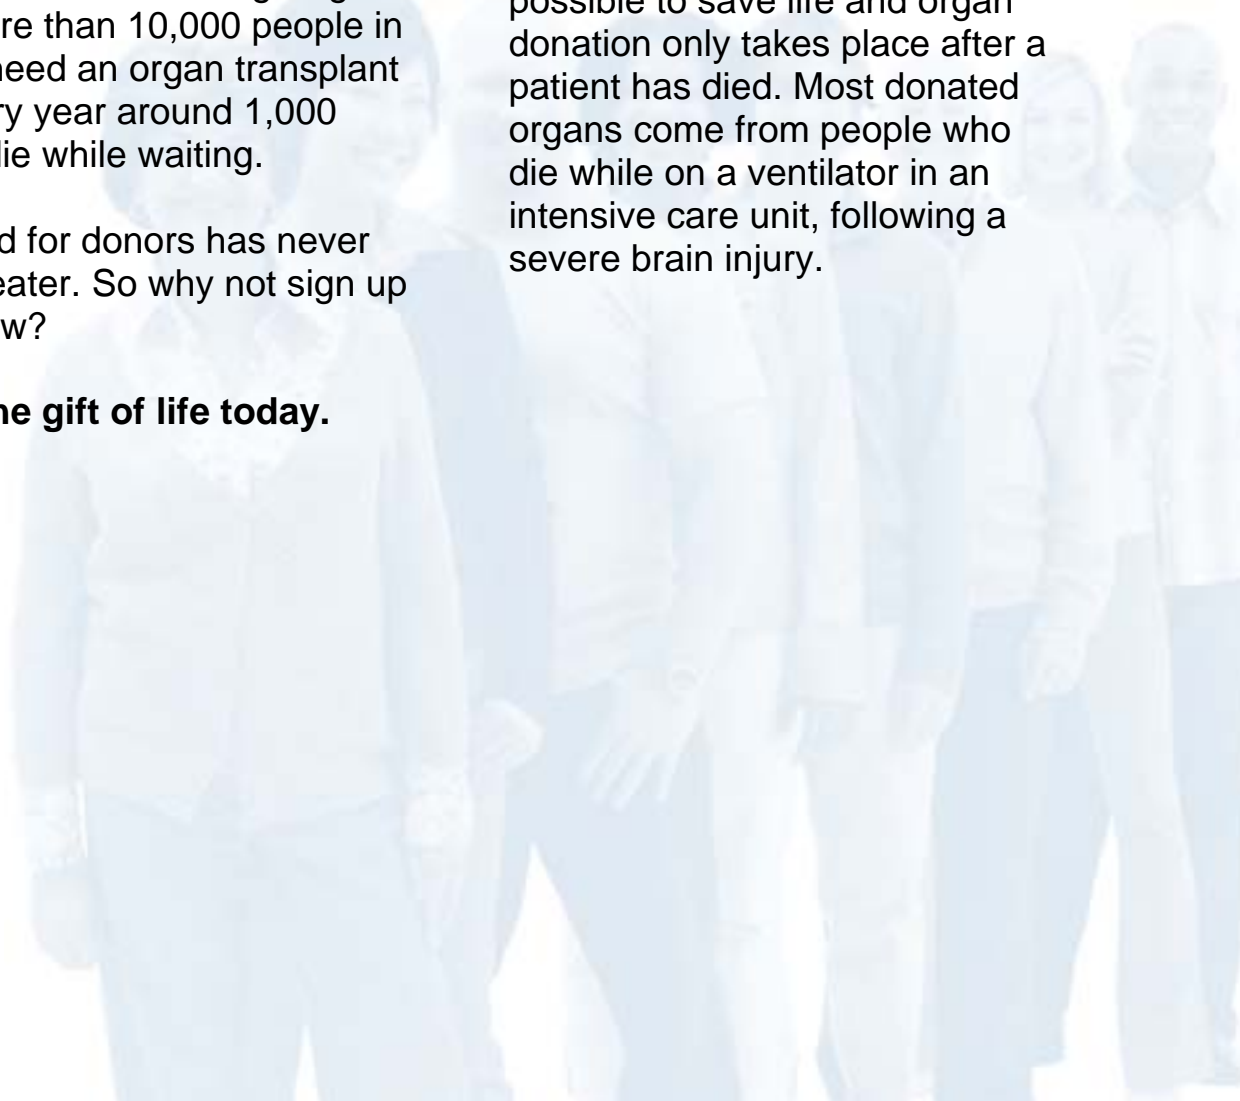 re than 10,000 people in
need an organ transplant
ry year around 1,000
lie while waiting.
d for donors has never
eater. So why not sign up
w?
ne gift of life today.
possible to save life and organ
donation only takes place after a
patient has died. Most donated
organs come from people who
die while on a ventilator in an
intensive care unit, following a
severe brain injury.